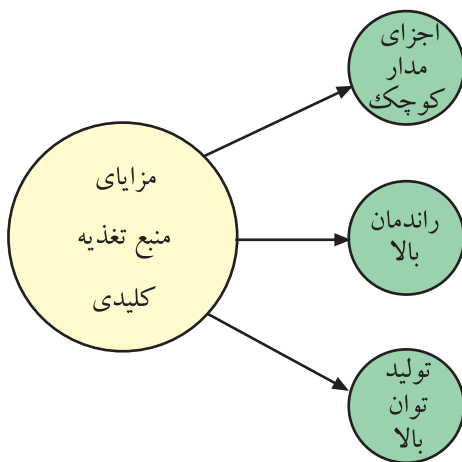 اجزای
مدار
کوچک
مزایای
منبع تغذیه
کلیدی
راندمان
بالا
تولید
توان
بالا